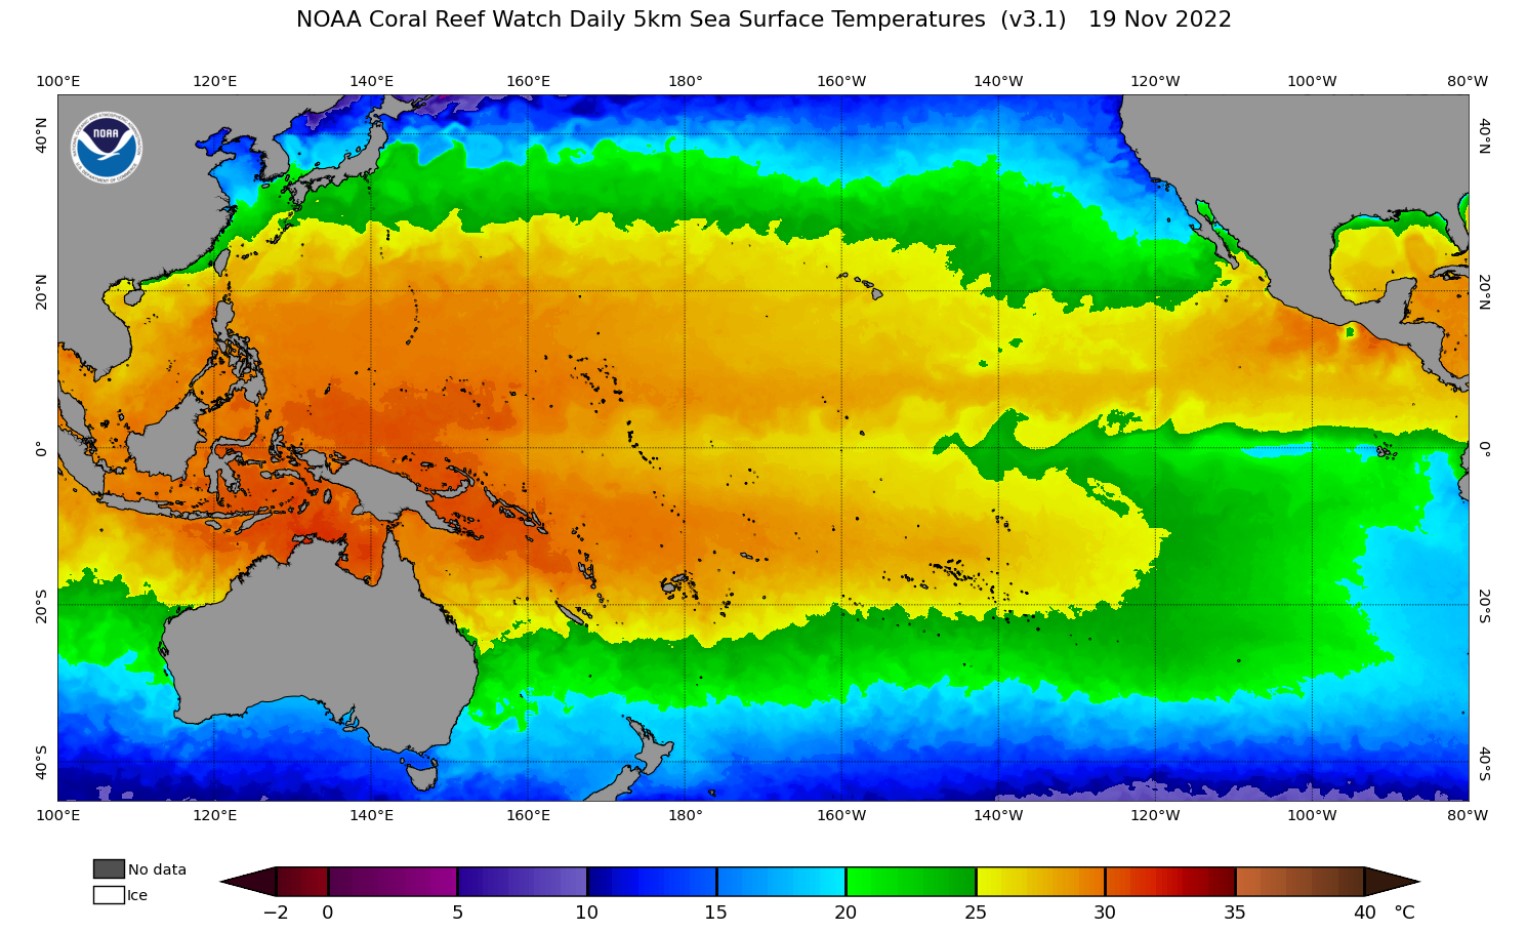 NOAA Coral Reef Watch Daily 5km Sea Surface Temperatures (v3.1) 19 Nov 2022
100°E 120°E 140°E 160°E 180° 160°W 140°W 120°W 100°W 80°W
NOAA
40°N 40°N
20°N 20°N
0° 0°
20°S 20°S
40°S 40°S
100°E 120°E 140°E 160°E 180° 160°W 140°W 120°W 100°W 80°W
No data
Ice
−2 0 5 10 15 20 25 30 35 40 °C